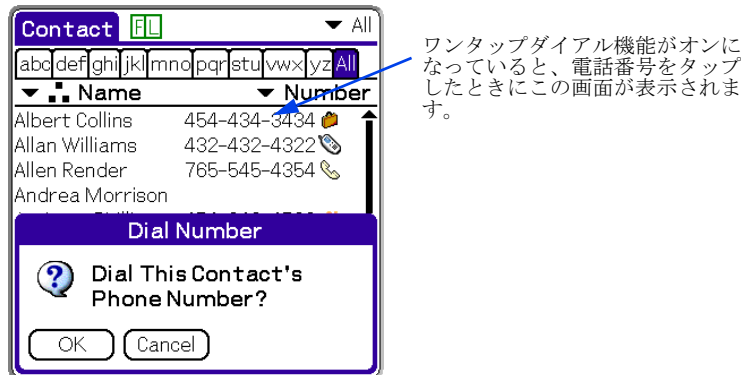 Contact FL All
abc def ghi jkl mno pqr stu vwx yz All
Name Number
Albert Collins 454-434-3434
Allan Williams 432-432-4322
Allen Render 765-545-4354
Andrea Morrison
Dial Number
Dial This Contact's
Phone Number?
OK Cancel
ワンタップダイアル機能がオンに
なっていると、電話番号をタップ
したときにこの画面が表示されま
す。